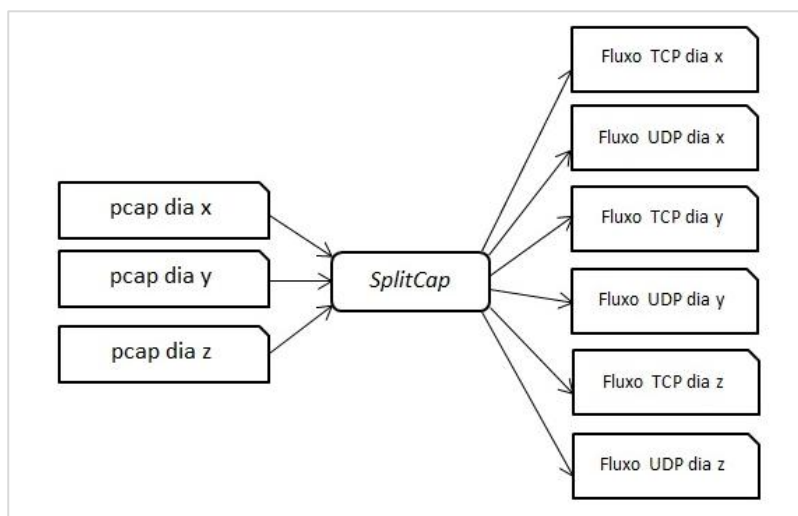 pcap dia x
pcap dia y
pcap dia z
SplitCap
Fluxo TCP dia x
Fluxo UDP dia x
Fluxo TCP dia y
Fluxo UDP dia y
Fluxo TCP dia z
Fluxo UDP dia z